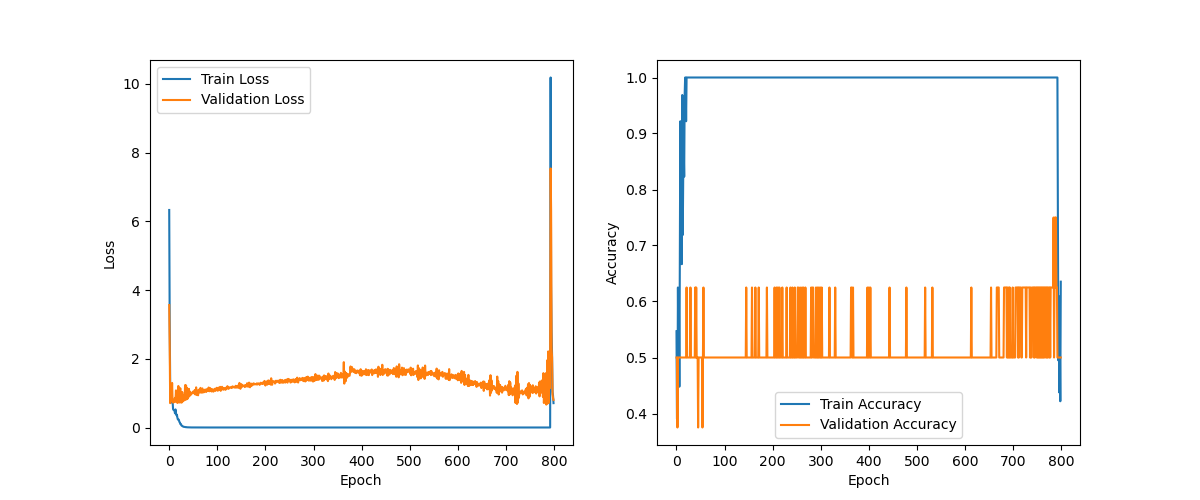 Train Loss
Validation Loss
Loss
10
8
6
4
2
0
0 100 200 300 400 500 600 700 800
Epoch
Accuracy
1.0
0.9
0.8
0.7
0.6
0.5
0.4
Train Accuracy
Validation Accuracy
0 100 200 300 400 500 600 700 800
Epoch